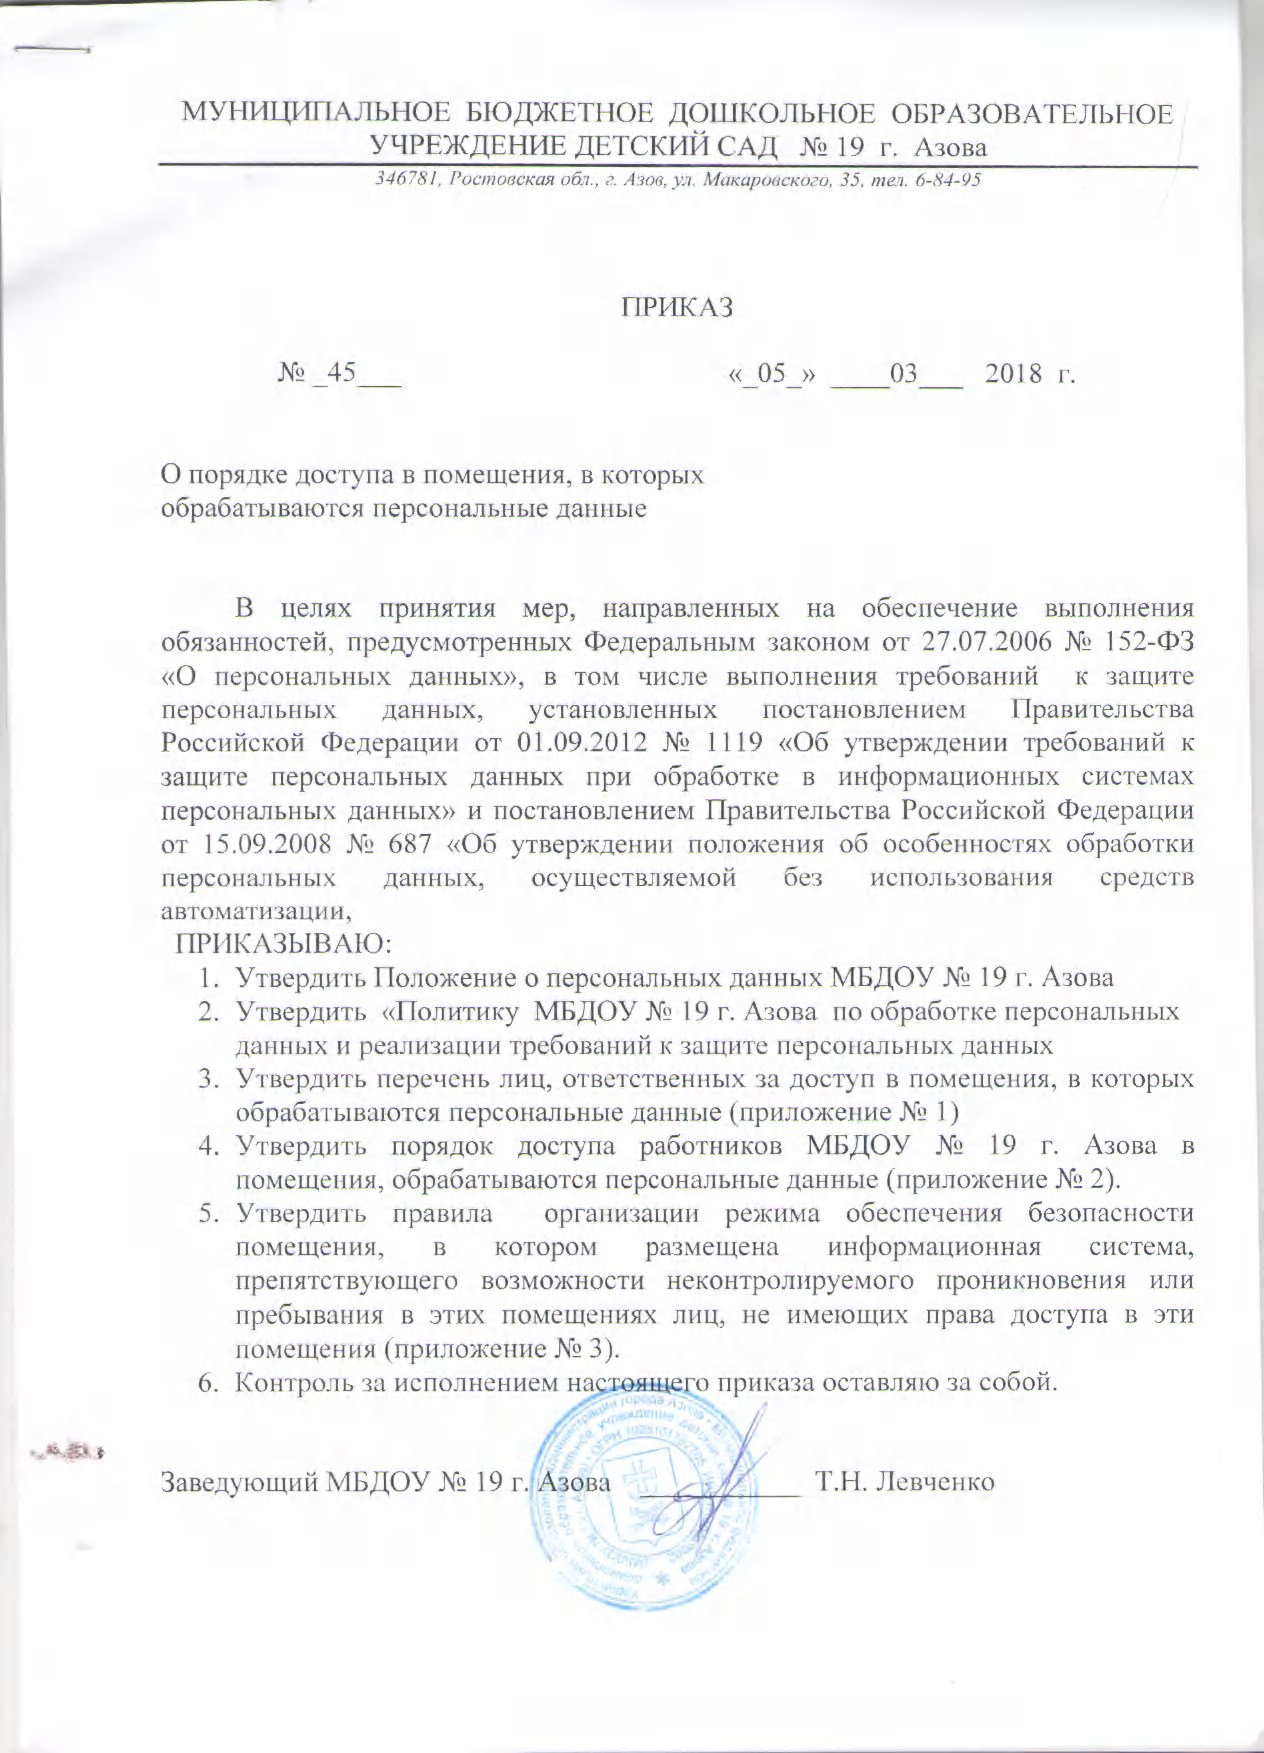 МУНИЦИПАЛЬНОЕ БЮДЖЕТНОЕ ДОШКОЛЬНОЕ ОБРАЗОВАТЕЛЬНОЕ
УЧРЕЖДЕНИЕ ДЕТСКИЙ САД № 19 г. Азова
346781, Ростовская обл., г. Азов, ул. Макаровского, 35, тел. 6-84-95
ПРИКАЗ
№ _45___ «_05_» ____03___ 2018 г.
О порядке доступа в помещения, в которых
обрабатываются персональные данные
В целях принятия мер, направленных на обеспечение выполнения
обязанностей, предусмотренных Федеральным законом от 27.07.2006 № 152-ФЗ
«О персональных данных», в том числе выполнения требований к защите
персональных данных, установленных постановлением Правительства
Российской Федерации от 01.09.2012 № 1119 «Об утверждении требований к
защите персональных данных при обработке в информационных системах
персональных данных» и постановлением Правительства Российской Федерации
от 15.09.2008 № 687 «Об утверждении положения об особенностях обработки
персональных данных, осуществляемой без использования средств
автоматизации,
ПРИКАЗЫВАЮ:
1. Утвердить Положение о персональных данных МБДОУ № 19 г. Азова
2. Утвердить «Политику МБДОУ № 19 г. Азова по обработке персональных
данных и реализации требований к защите персональных данных
3. Утвердить перечень лиц, ответственных за доступ в помещения, в которых
обрабатываются персональные данные (приложение № 1)
4. Утвердить порядок доступа работников МБДОУ № 19 г. Азова в
помещения, обрабатываются персональные данные (приложение № 2).
5. Утвердить правила организации режима обеспечения безопасности
помещения, в котором размещена информационная система,
препятствующего возможности неконтролируемого проникновения или
пребывания в этих помещениях лиц, не имеющих права доступа в эти
помещения (приложение № 3).
6. Контроль за исполнением настоящего приказа оставляю за собой.
Заведующий МБДОУ № 19 г. Азова ___________ Т.Н. Левченко